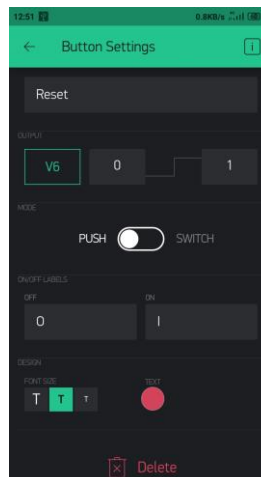 12:51 0.8KB/s
← Button Settings i
Reset
OUTPUT
V6 0 1
MODE
PUSH SWITCH
ON/OFF LABELS
OFF ON
O I
DESIGN
FONT SIZE TEXT
T T T
Delete